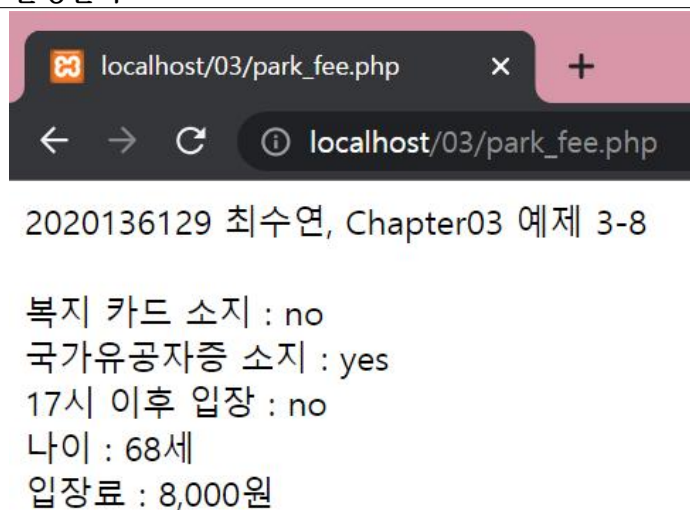 localhost/03/park_fee.php
localhost/03/park_fee.php
2020136129 최수연, Chapter03 예제 3-8
복지 카드 소지 : no
국가유공자증 소지 : yes
17시 이후 입장 : no
나이 : 68세
입장료 : 8,000원